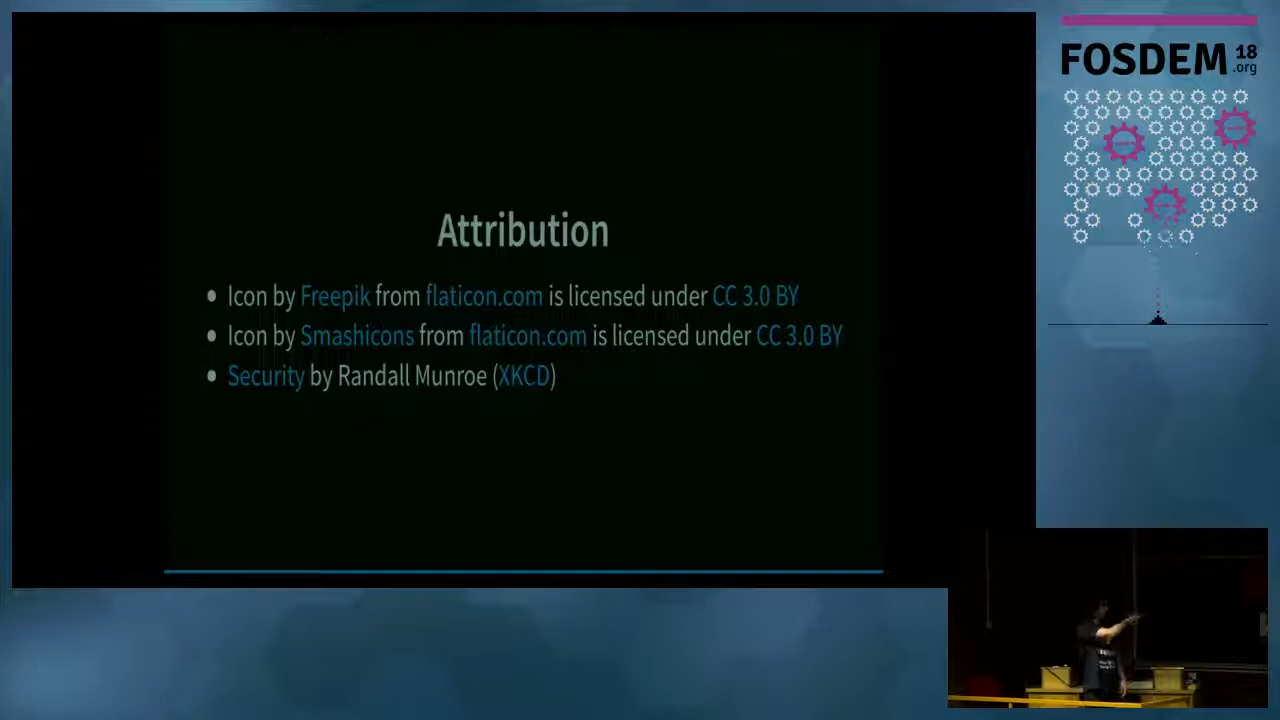 Attribution
Icon by Freepik from flaticon.com is licensed under CC 3.0 BY
Icon by Smashicons from flaticon.com is licensed under CC 3.0 BY
Security by Randall Munroe (XKCD)
FOSDEM 18
.org